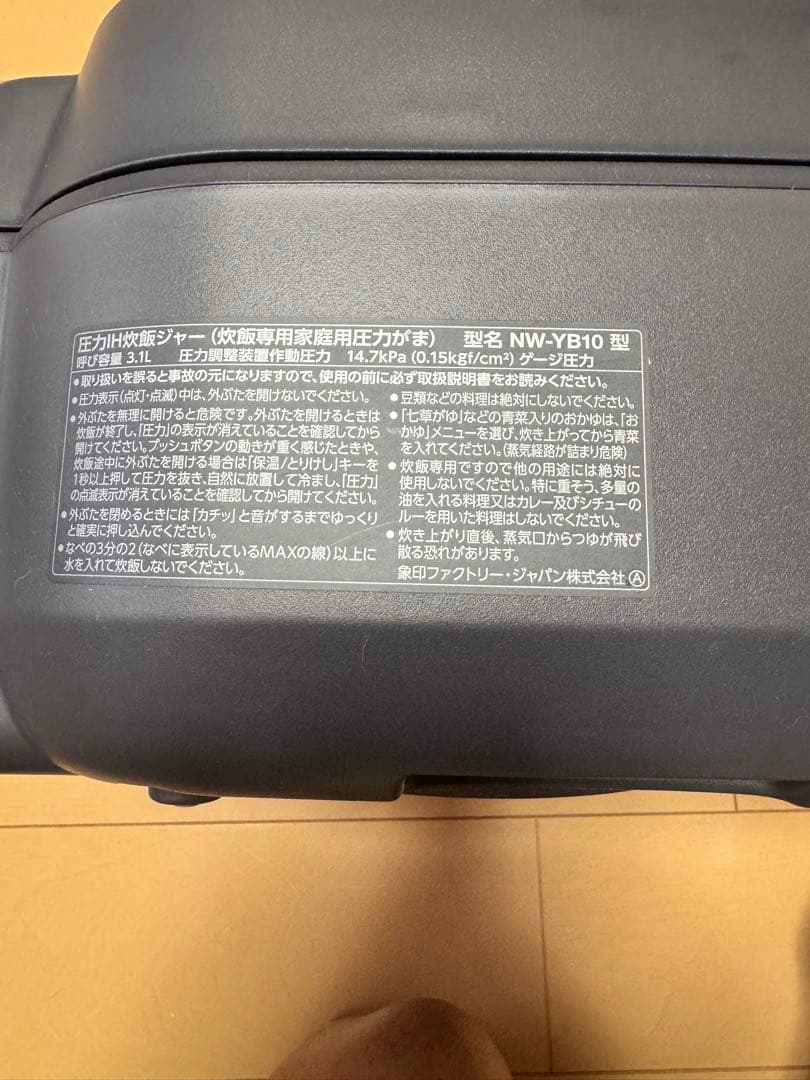 圧力IH炊飯ジャー(炊飯専用家庭用圧力がま) 型名 NW-YB10 型
呼び容量 3.1L 圧力調整装置作動圧力 14.7kPa (0.15kgf/cm²) ゲージ圧力
●取り扱いを誤ると事故の元になりますので、使用の前に必ず取扱説明書をお読みください。
●圧力表示(点灯・点滅)中は、外ぶたを開けないでください。
●外ぶたを無理に開けると危険です。外ぶたを開けるときは
炊飯が終了し、「圧力」の表示が消えていることを確認してから
開けてください。プッシュボタンの動きが重く感じたときや、
炊飯途中に外ぶたを開ける場合は「保温/とりけし」キーを
1秒以上押して圧力を抜き、自然に放置して冷まし、「圧力」
の点滅表示が消えていることを確認してから開けてください。
●外ぶたを閉めるときには「カチッ」と音がするまでゆっくり
と確実に押し込んでください。
●なべの3分の2(なべに表示しているMAXの線)以上に
水を入れて炊飯しないでください。
●豆類などの料理は絶対にしないでください。
●「七草がゆ」などの青菜入りのおかゆは、「お
かゆ」メニューを選び、炊き上がってから青菜
を入れてください。(蒸気経路が詰まり危険)
●炊飯専用ですので他の用途には絶対に
使用しないでください。特に重そう、多量の
油を入れる料理又はカレー及びシチューの
ルーを用いた料理はしないでください。
●炊き上がり直後、蒸気口からつゆが飛び
散る恐れがあります。
象印ファクトリー・ジャパン株式会社 Ⓐ